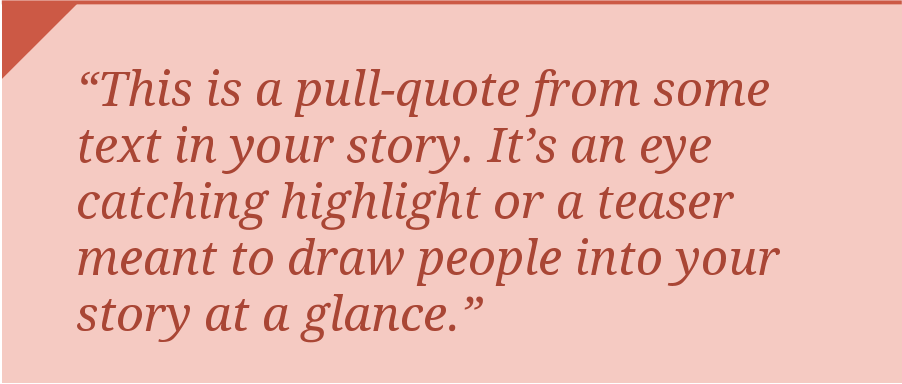 “This is a pull-quote from some
text in your story. It’s an eye
catching highlight or a teaser
meant to draw people into your
story at a glance.”